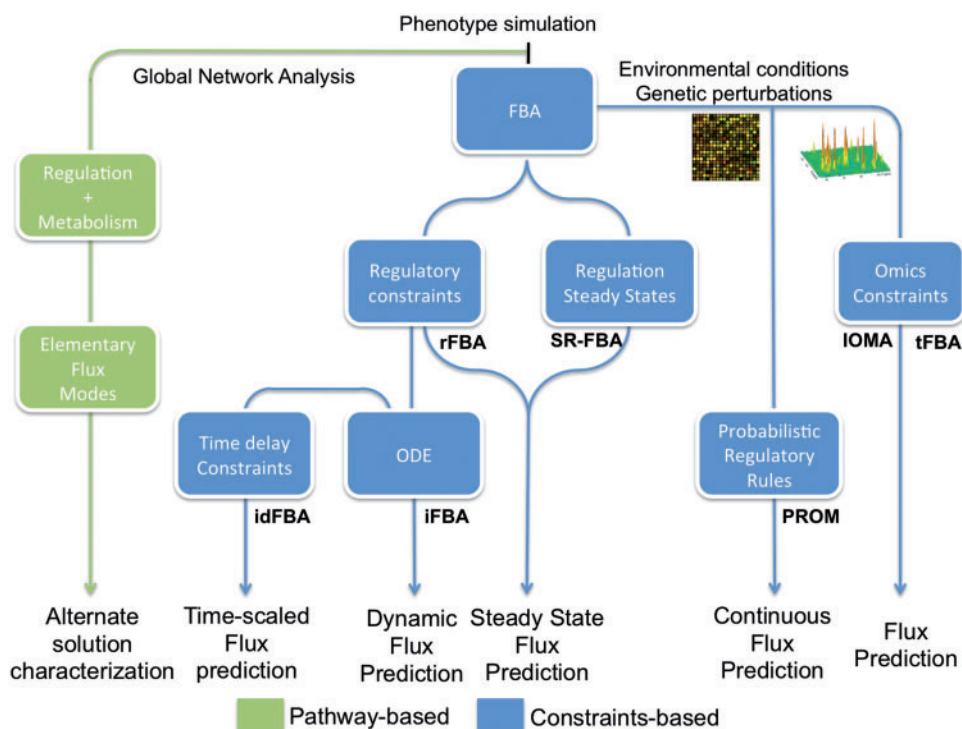 Phenotype simulation
Global Network Analysis
Environmental conditions
Genetic perturbations
FBA
Regulation
+
Metabolism
Regulatory
constraints
Regulation
Steady States
Omics
Constraints
rFBA
SR-FBA
IOMA
tFBA
Elementary
Flux
Modes
Time delay
Constraints
ODE
Probabilistic
Regulatory
Rules
idFBA
iFBA
PROM
Alternate
solution
characterization
Time-scaled
Flux
prediction
Dynamic
Flux
Prediction
Steady State
Flux
Prediction
Continuous
Flux
Prediction
Flux
Prediction
Pathway-based
Constraints-based